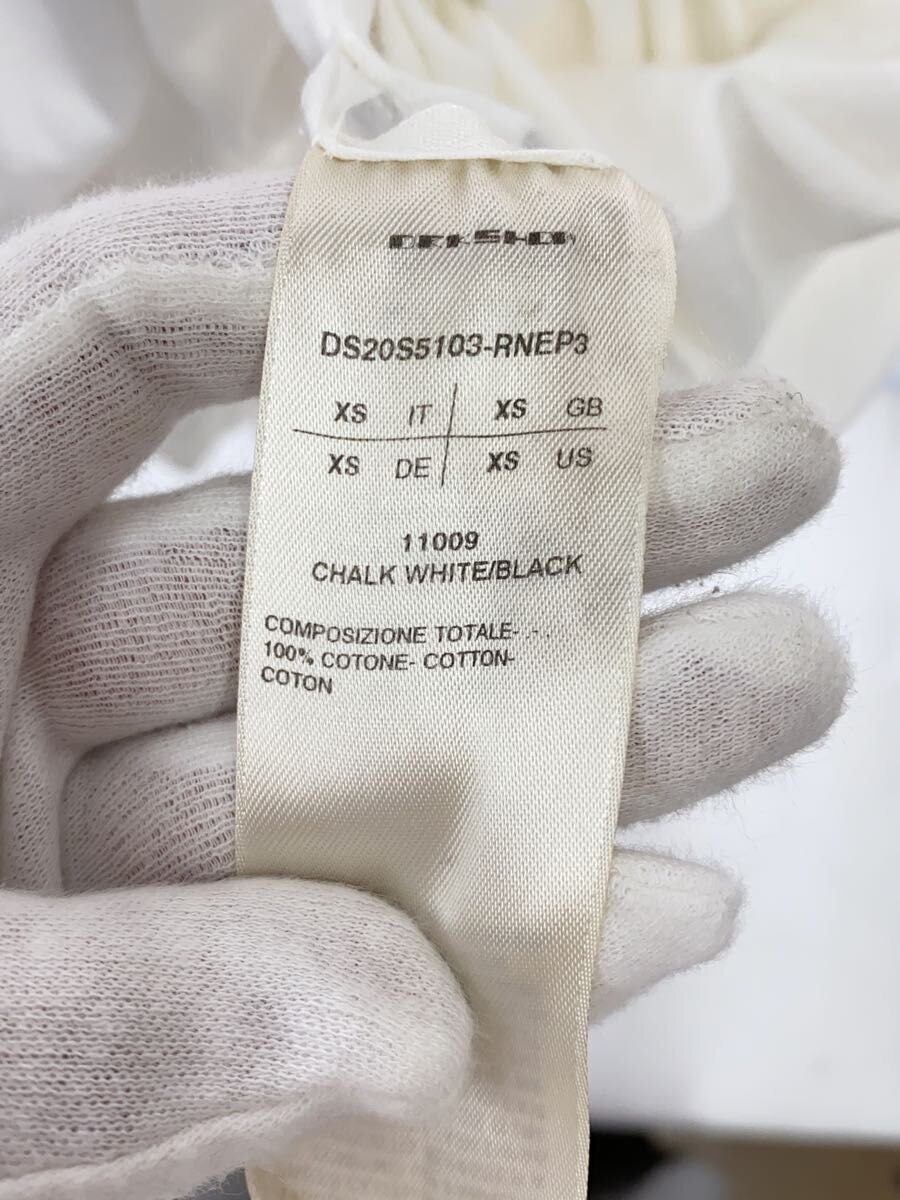 DRKSHDW
DS20S5103-RNEP3
XS IT XS GB
XS DE XS US
11009
CHALK WHITE/BLACK
COMPOSIZIONE TOTALE- .- .
100% COTONE- COTTON-
COTON